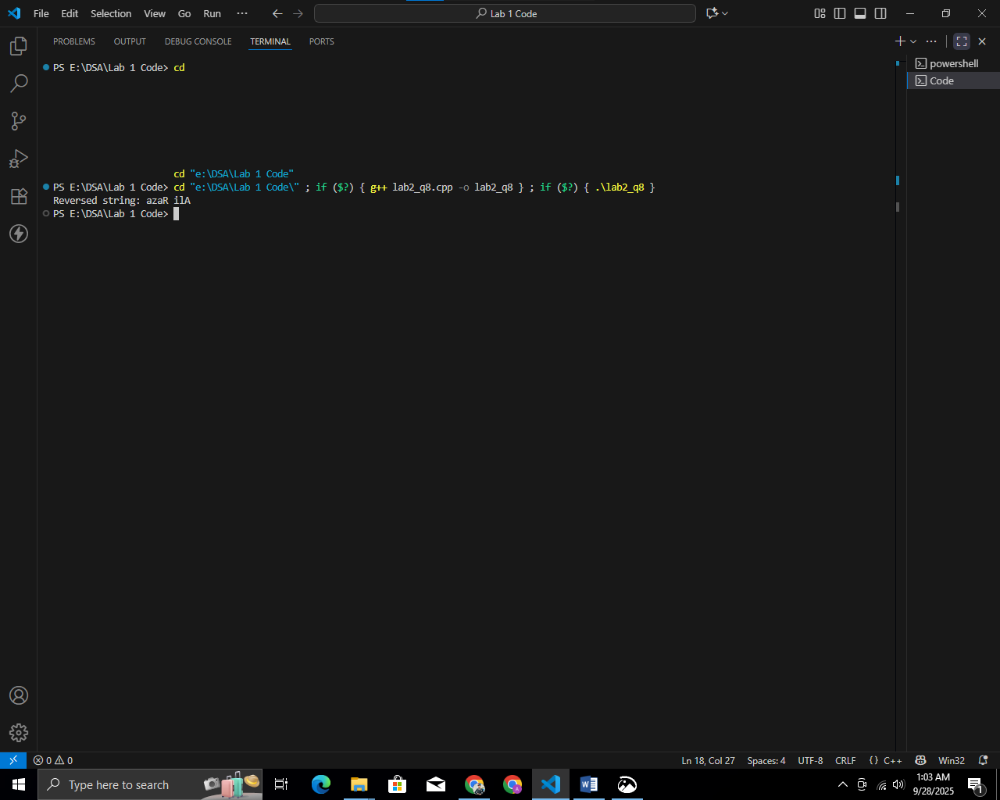 File Edit Selection View Go Run ··· Lab 1 Code
PROBLEMS OUTPUT DEBUG CONSOLE TERMINAL PORTS
PS E:\DSA\Lab 1 Code> cd
cd "e:\DSA\Lab 1 Code"
PS E:\DSA\Lab 1 Code> cd "e:\DSA\Lab 1 Code\" ; if ($?) { g++ lab2_q8.cpp -o lab2_q8 } ; if ($?) { .\lab2_q8 }
Reversed string: azaR ilA
PS E:\DSA\Lab 1 Code>
powershell
Code
0 0 Ln 18, Col 27 Spaces: 4 UTF-8 CRLF {} C++ Win32
Type here to search
1:03 AM
9/28/2025
1